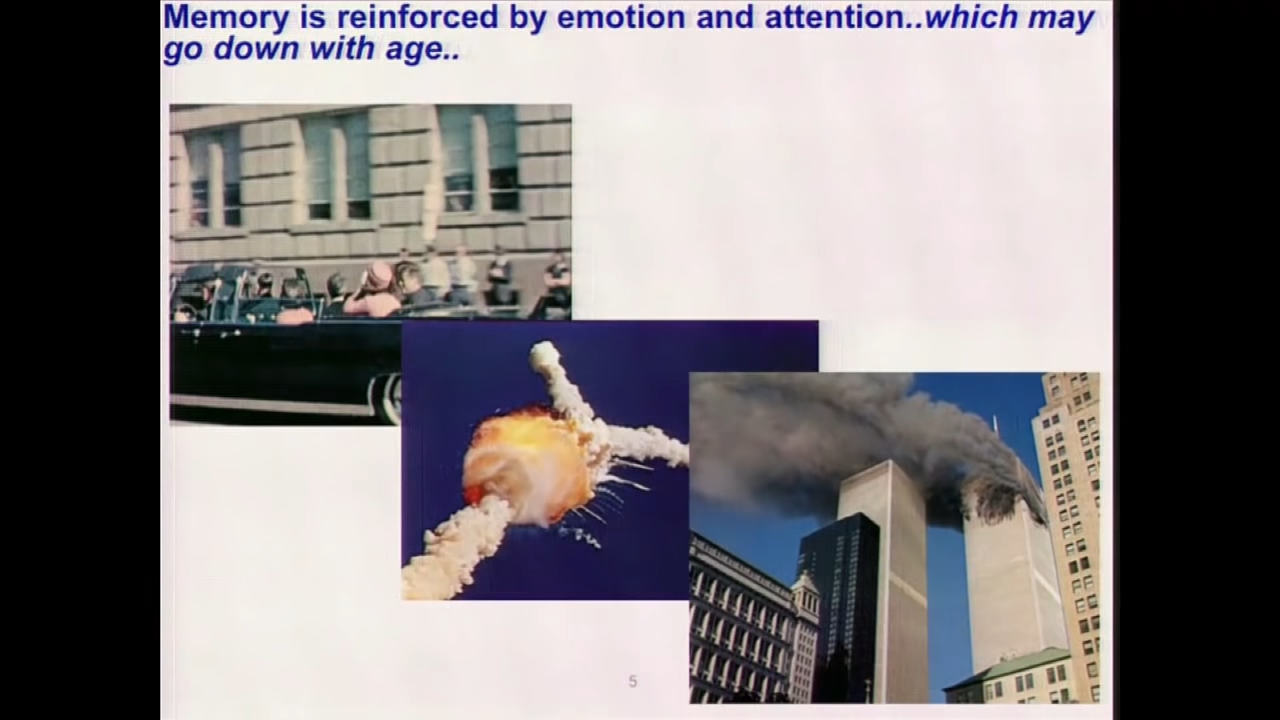 Memory is reinforced by emotion and attention..which may
go down with age..
5